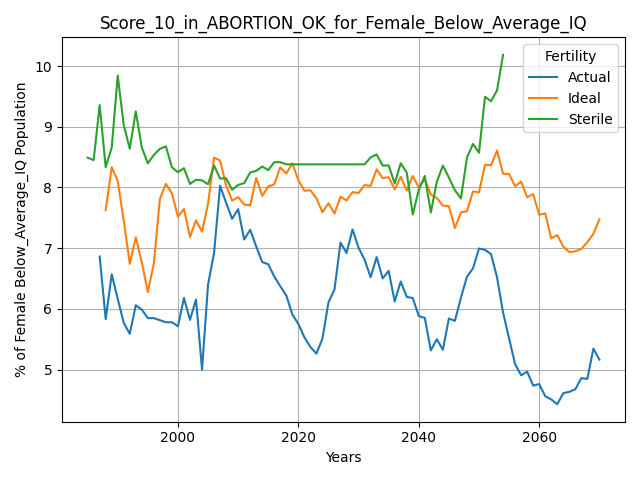 Score_10_in_ABORTION_OK_for_Female_Below_Average_IQ
% of Female Below_Average_IQ Population
10
9
8
7
6
5
Fertility
Actual
Ideal
Sterile
2000
2020
2040
2060
Years